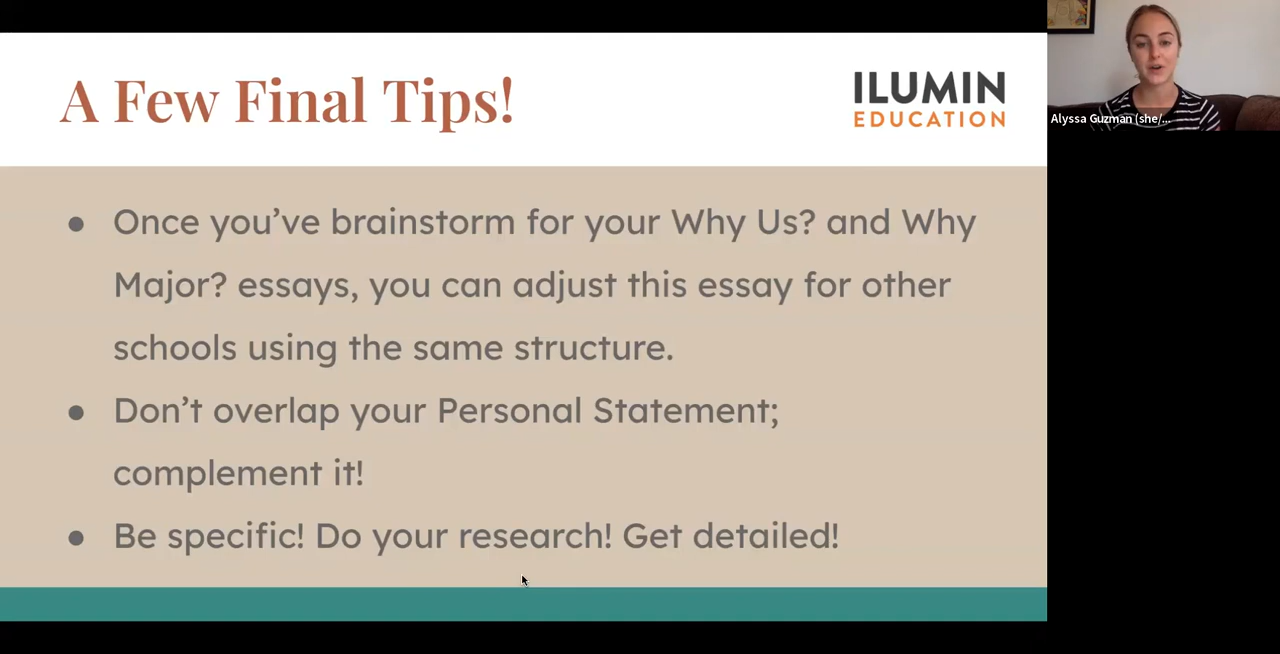 A Few Final Tips!
ILUMIN
EDUCATION
Alyssa Guzman (she/...
● Once you’ve brainstorm for your Why Us? and Why
Major? essays, you can adjust this essay for other
schools using the same structure.
● Don’t overlap your Personal Statement;
complement it!
● Be specific! Do your research! Get detailed!